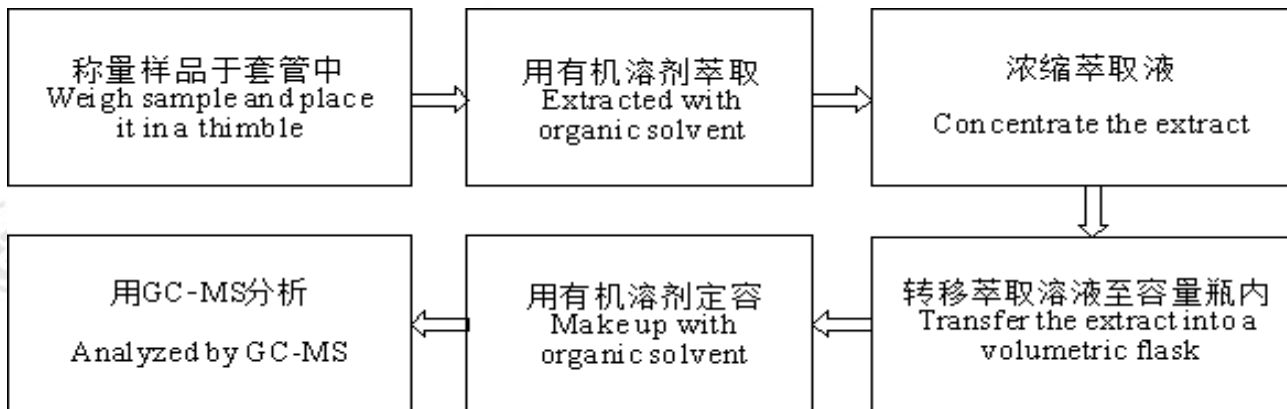 称量样品于套管中
Weigh sample and place
it in a thimble
用有机溶剂萃取
Extracted with
organic solvent
浓缩萃取液
Concentrate the extract
转移萃取溶液至容量瓶内
Transfer the extract into a
volumetric flask
用有机溶剂定容
Make up with
organic solvent
用GC-MS分析
Analyzed by GC-MS